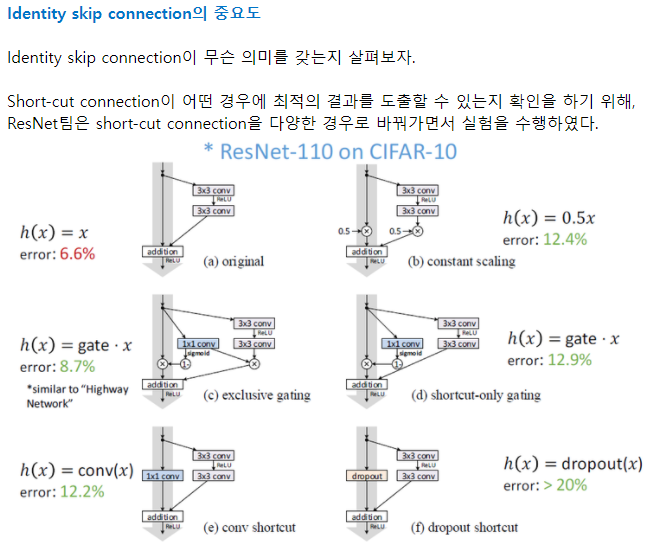 Identity skip connection의 중요도
Identity skip connection이 무슨 의미를 갖는지 살펴보자.
Short-cut connection이 어떤 경우에 최적의 결과를 도출할 수 있는지 확인을 하기 위해,
ResNet팀은 short-cut connection을 다양한 경우로 바꿔가면서 실험을 수행하였다.
* ResNet-110 on CIFAR-10
h(x) = x
error: 6.6%
3x3 conv
ReLU
3x3 conv
addition
ReLU
(a) original
3x3 conv
ReLU
3x3 conv
0.5
0.5
addition
ReLU
(b) constant scaling
h(x) = 0.5x
error: 12.4%
h(x) = gate · x
error: 8.7%
*similar to "Highway
Network"
3x3 conv
ReLU
1x1 conv
3x3 conv
sigmoid
1-
addition
ReLU
(c) exclusive gating
3x3 conv
ReLU
1x1 conv
3x3 conv
sigmoid
1-
addition
ReLU
(d) shortcut-only gating
h(x) = gate · x
error: 12.9%
h(x) = conv(x)
error: 12.2%
3x3 conv
ReLU
1x1 conv
3x3 conv
addition
ReLU
(e) conv shortcut
3x3 conv
ReLU
dropout
3x3 conv
addition
ReLU
(f) dropout shortcut
h(x) = dropout(x)
error: > 20%